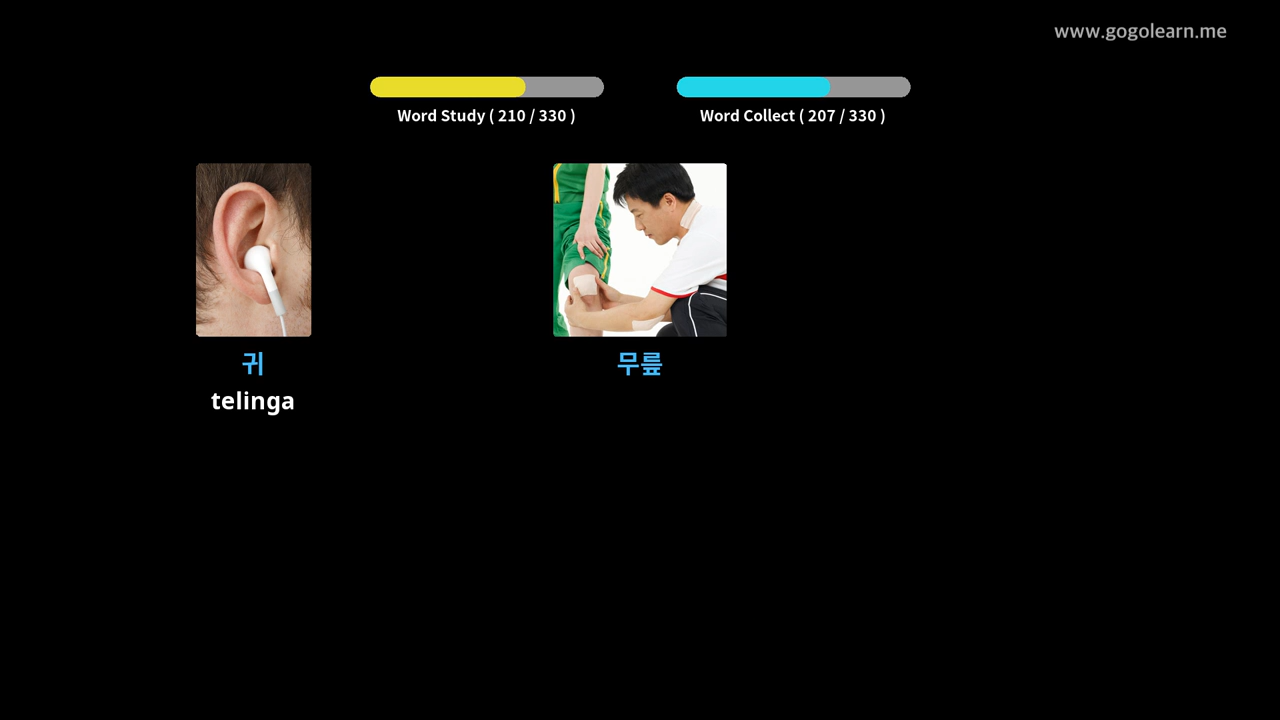 www.gogolearn.me
Word Study ( 210 / 330 )
Word Collect ( 207 / 330 )
귀
telinga
무릎